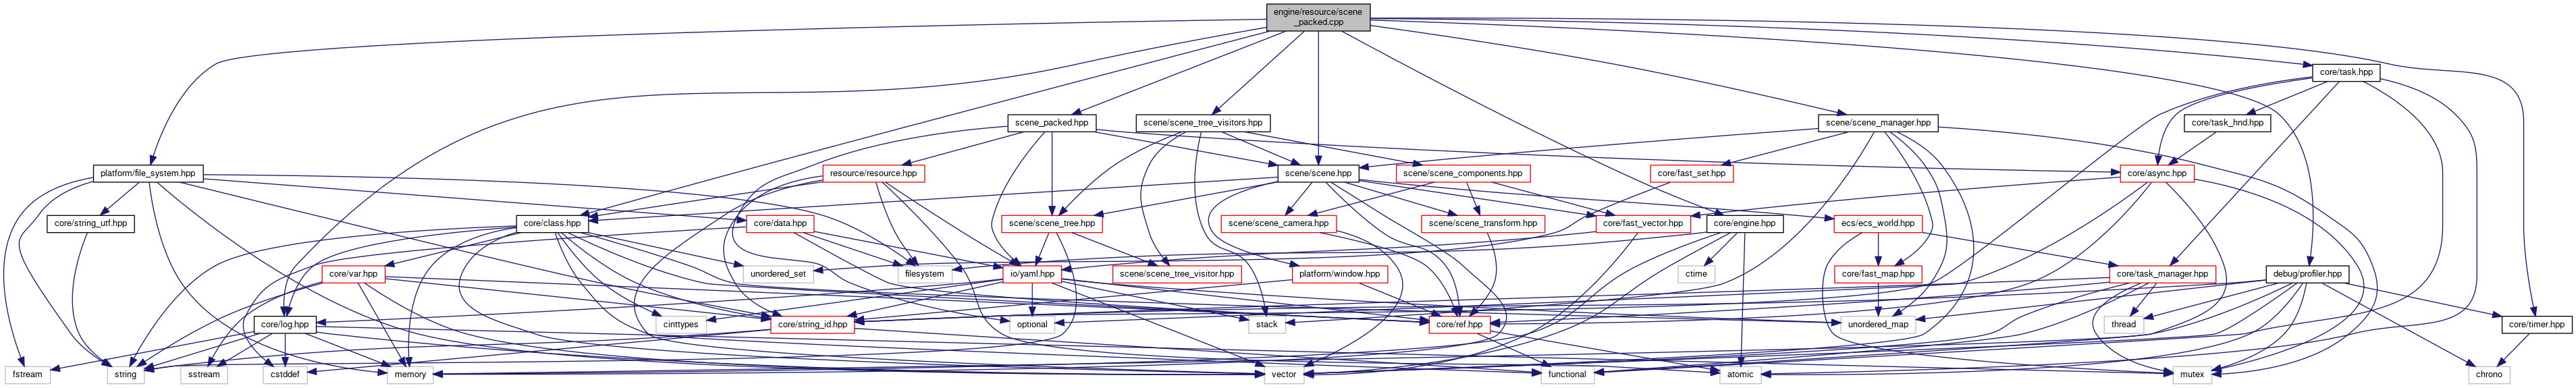 engine/resource/scene
_packed.cpp
core/task.hpp
scene_packed.hpp
scene/scene_tree_visitors.hpp
scene/scene_manager.hpp
core/task_hnd.hpp
platform/file_system.hpp
resource/resource.hpp
scene/scene.hpp
scene/scene_components.hpp
core/fast_set.hpp
core/async.hpp
core/string_utf.hpp
core/class.hpp
core/data.hpp
scene/scene_tree.hpp
scene/scene_camera.hpp
scene/scene_transform.hpp
core/fast_vector.hpp
core/engine.hpp
ecs/ecs_world.hpp
core/var.hpp
unordered_set
filesystem
io/yaml.hpp
scene/scene_tree_visitor.hpp
platform/window.hpp
ctime
core/fast_map.hpp
core/task_manager.hpp
debug/profiler.hpp
core/log.hpp
cinttypes
core/string_id.hpp
optional
stack
core/ref.hpp
unordered_map
thread
core/timer.hpp
fstream
string
sstream
cstddef
memory
vector
functional
atomic
mutex
chrono